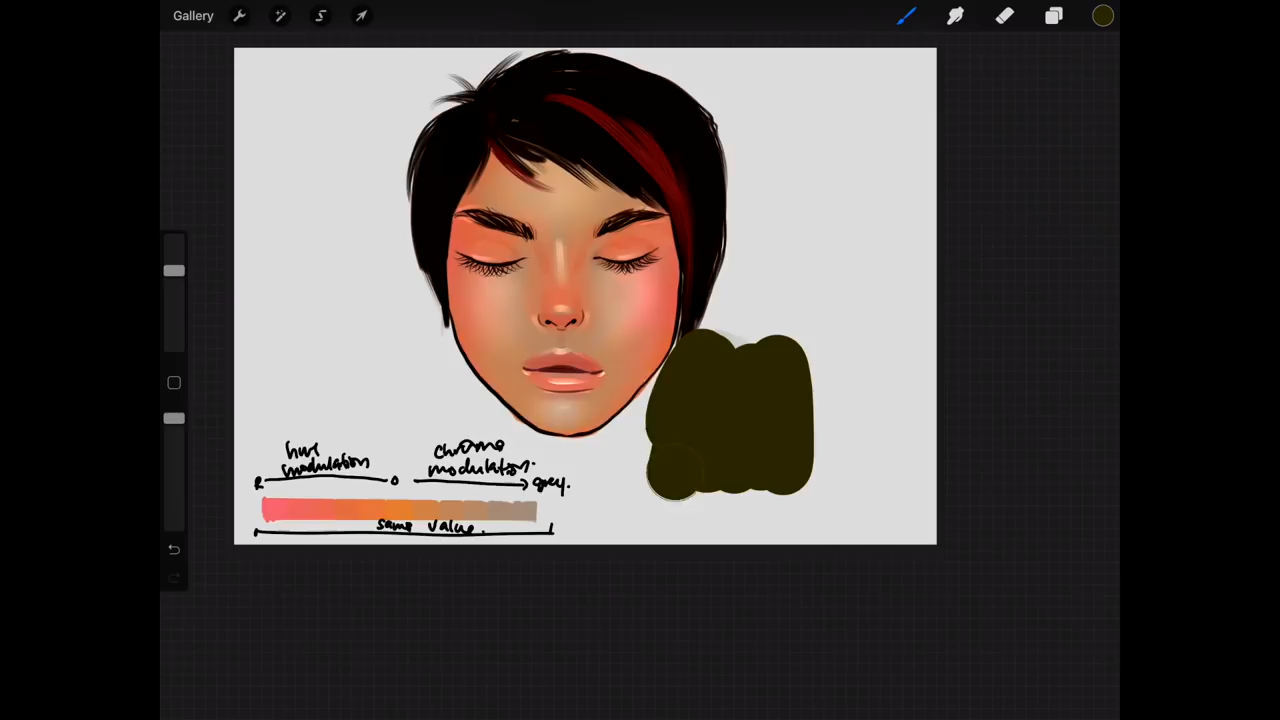 Gallery
hue
modulation
chroma
modulation.
R
O
grey.
same value.